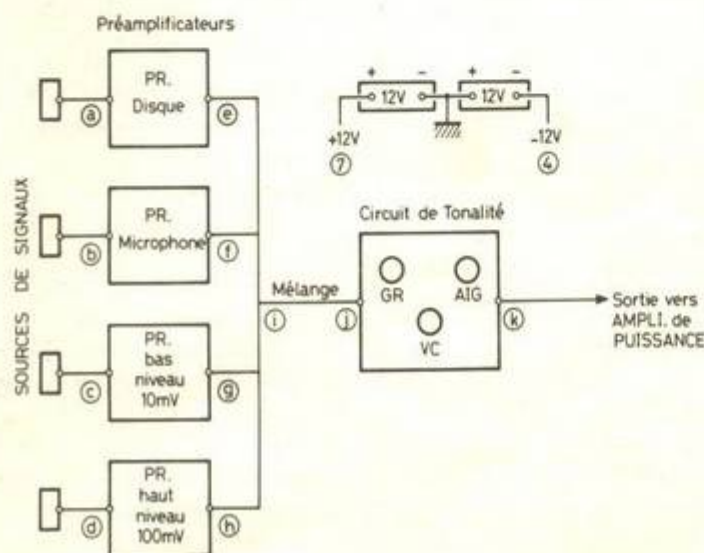 Préamplificateurs
SOURCES DE SIGNAUX
ⓐ
PR.
Disque
ⓔ
ⓑ
PR.
Microphone
ⓕ
ⓒ
PR.
bas
niveau
10mV
ⓖ
ⓓ
PR.
haut
niveau
100mV
ⓗ
+ - + -
12V 12V
+12V -12V
⑦ ④
Mélange
ⓘ ⓙ
Circuit de Tonalité
GR AIG
VC
ⓚ
Sortie vers
AMPLI. de
PUISSANCE